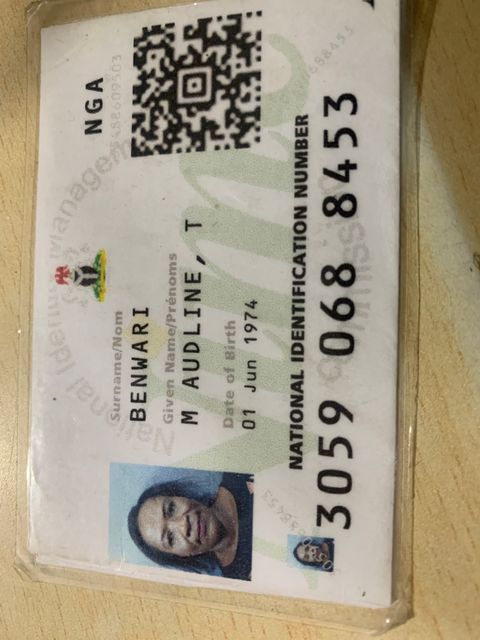 National Identity Management
NGA
Surname/Nom
BENWARI
Given Name/Prénoms
M AUDLINE, T
Date of Birth
01 Jun 1974
nimc
NATIONAL IDENTIFICATION NUMBER
3059 068 8453
Commission